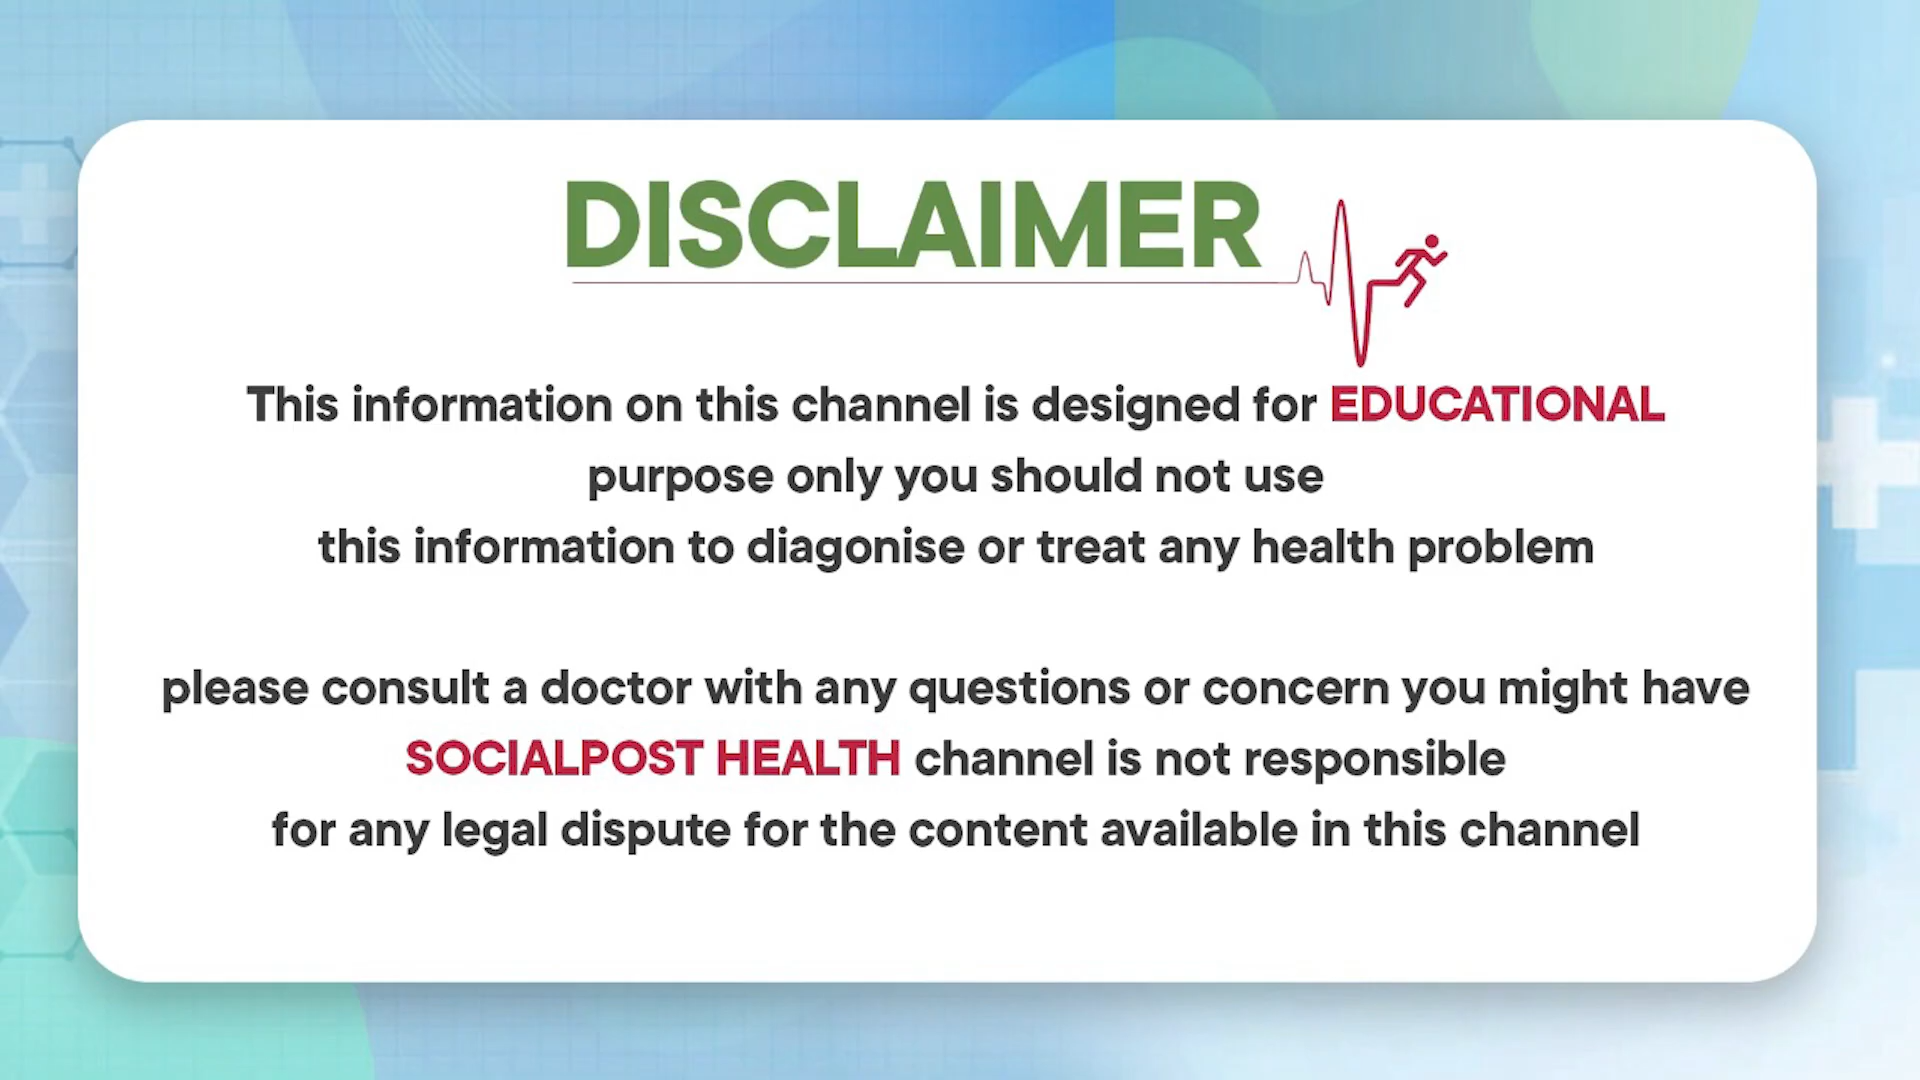 DISCLAIMER
This information on this channel is designed for EDUCATIONAL
purpose only you should not use
this information to diagonise or treat any health problem
please consult a doctor with any questions or concern you might have
SOCIALPOST HEALTH channel is not responsible
for any legal dispute for the content available in this channel